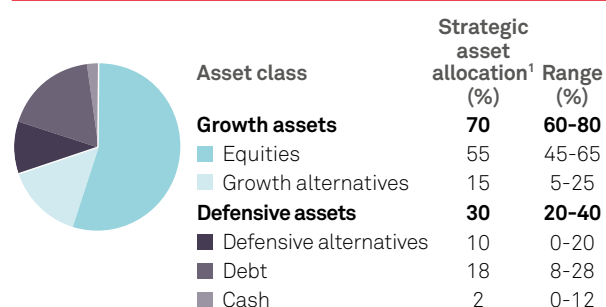 Strategic
asset
Asset class allocation¹ Range
(%) (%)
Growth assets 70 60-80
Equities 55 45-65
Growth alternatives 15 5-25
Defensive assets 30 20-40
Defensive alternatives 10 0-20
Debt 18 8-28
Cash 2 0-12